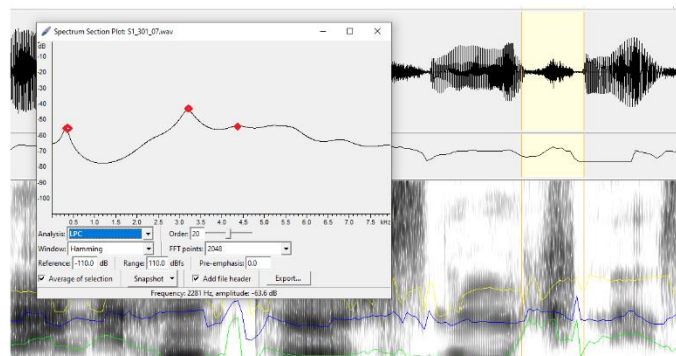 Spectrum Section Plot: S1_301_07.wav
dB
-10
-20
-30
-40
-50
-60
-70
-80
-90
-100
0.5 1.0 1.5 2.0 2.5 3.0 3.5 4.0 4.5 5.0 5.5 6.0 6.5 7.0 7.5 kHz
Analysis: LPC Order: 20
Window: Hamming FFT points: 2048
Reference: -110.0 dB Range: 110.0 dBfs Pre-emphasis: 0.0
Average of selection Snapshot Add file header Export...
Frequency: 2281 Hz, amplitude: -63.6 dB